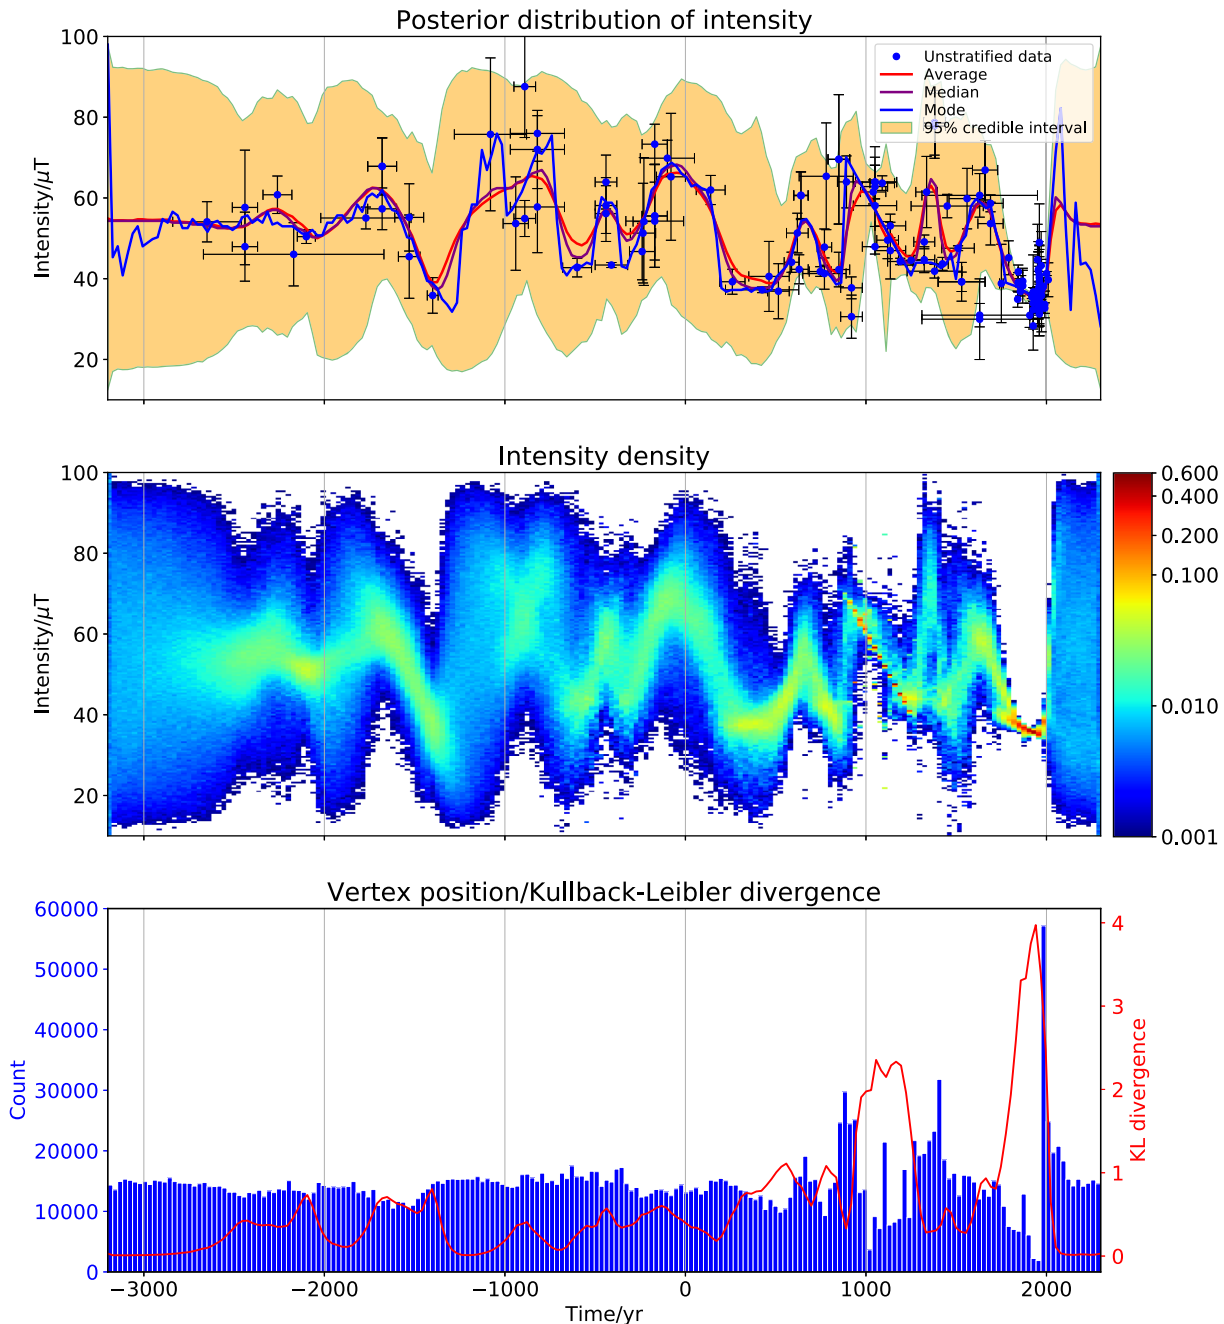 Posterior distribution of intensity
100
80
60
40
20
Intensity/μT
Unstratified data
Average
Median
Mode
95% credible interval
Intensity density
100
80
60
40
20
Intensity/μT
0.600
0.400
0.200
0.100
0.010
0.001
Vertex position/Kullback-Leibler divergence
60000
50000
40000
30000
20000
10000
0
Count
4
3
2
1
0
KL divergence
−3000 −2000 −1000 0 1000 2000
Time/yr